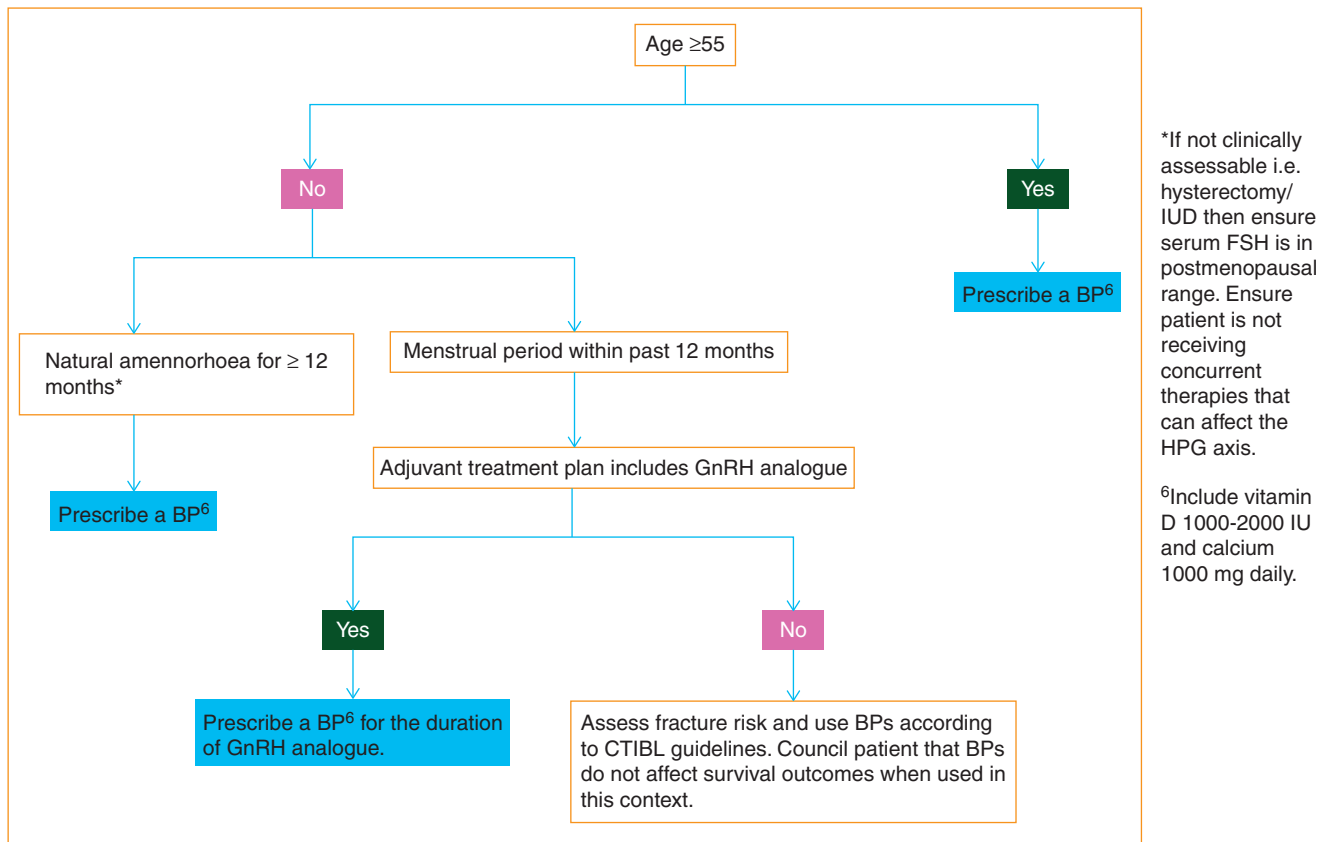 Age ≥55
No
Yes
Prescribe a BP⁶
Natural amennorhoea for ≥ 12
months*
Menstrual period within past 12 months
Prescribe a BP⁶
Adjuvant treatment plan includes GnRH analogue
Yes
No
Prescribe a BP⁶ for the duration
of GnRH analogue.
Assess fracture risk and use BPs according
to CTIBL guidelines. Council patient that BPs
do not affect survival outcomes when used in
this context.
*If not clinically
assessable i.e.
hysterectomy/
IUD then ensure
serum FSH is in
postmenopausal
range. Ensure
patient is not
receiving
concurrent
therapies that
can affect the
HPG axis.
⁶Include vitamin
D 1000-2000 IU
and calcium
1000 mg daily.